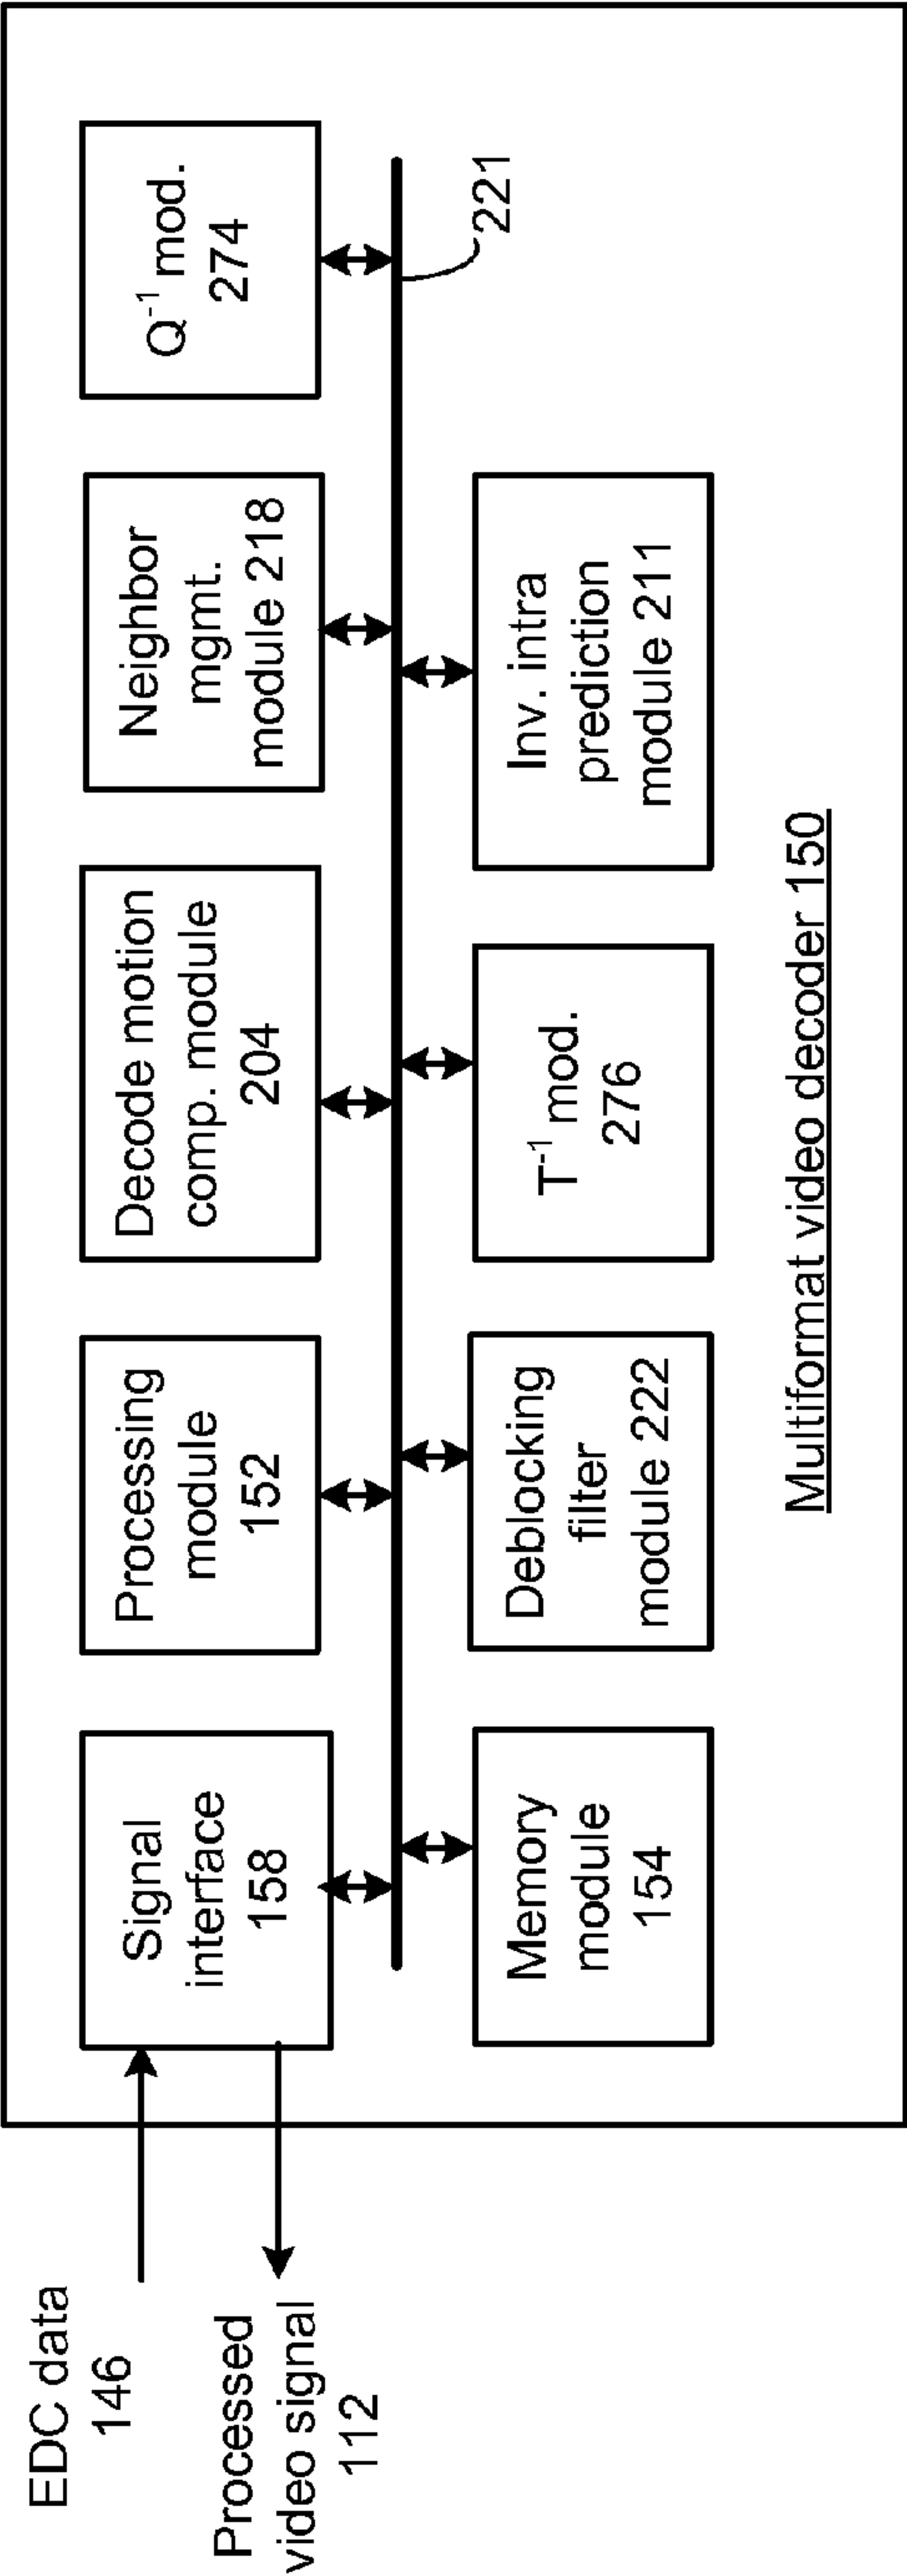 EDC data
146
Processed
video signal
112
Signal
interface
158
Processing
module
152
Decode motion
comp. module
204
Neighbor
mgmt.
module 218
Q⁻¹ mod.
274
221
Memory
module
154
Deblocking
filter
module 222
T⁻¹ mod.
276
Inv. intra
prediction
module 211
Multiformat video decoder 150